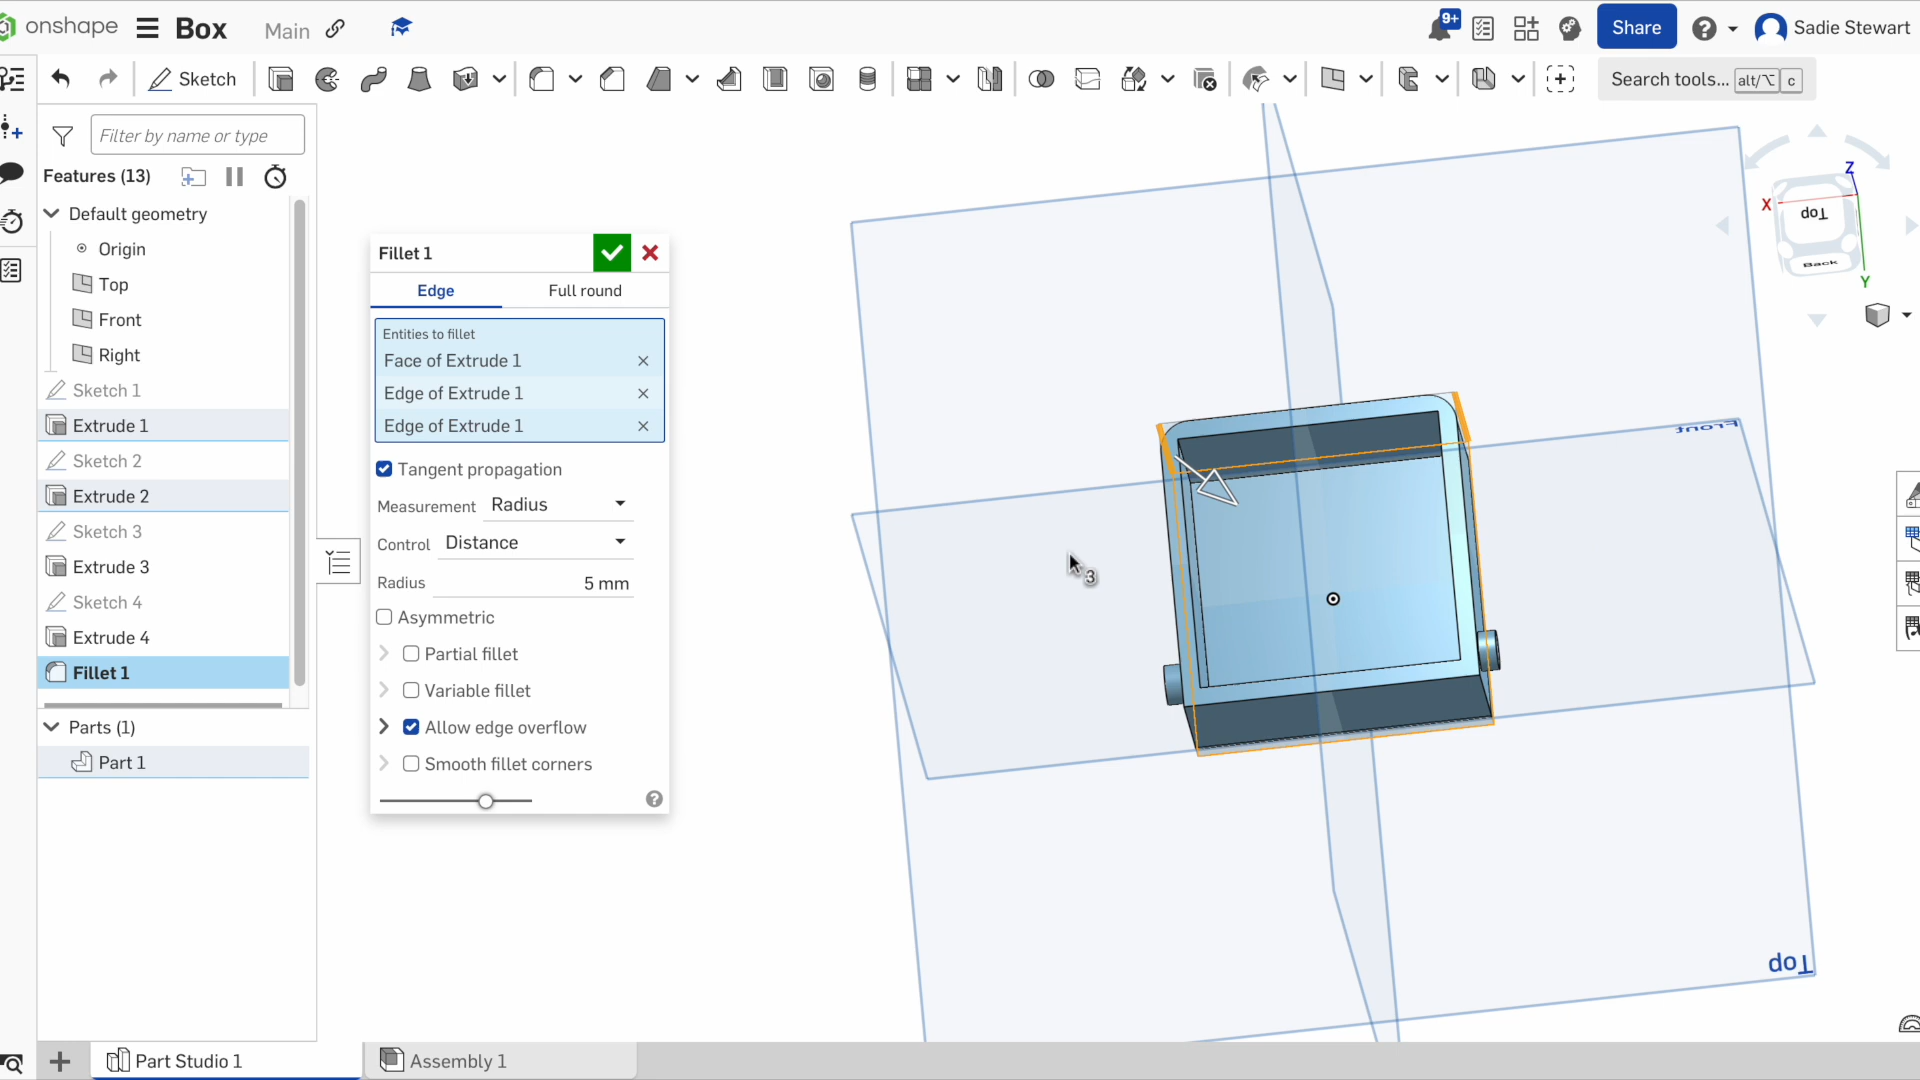 onshape Box Main 9+ Share Sadie Stewart
Sketch Search tools... alt/⌥ c
Filter by name or type
Features (13)
Default geometry
Origin
Top
Front
Right
Sketch 1
Extrude 1
Sketch 2
Extrude 2
Sketch 3
Extrude 3
Sketch 4
Extrude 4
Fillet 1
Parts (1)
Part 1
Fillet 1
Edge Full round
Entities to fillet
Face of Extrude 1
Edge of Extrude 1
Edge of Extrude 1
Tangent propagation
Measurement Radius
Control Distance
Radius 5 mm
Asymmetric
Partial fillet
Variable fillet
Allow edge overflow
Smooth fillet corners
3
Front
Top
Z
X
Top
Back
Y
Part Studio 1 Assembly 1